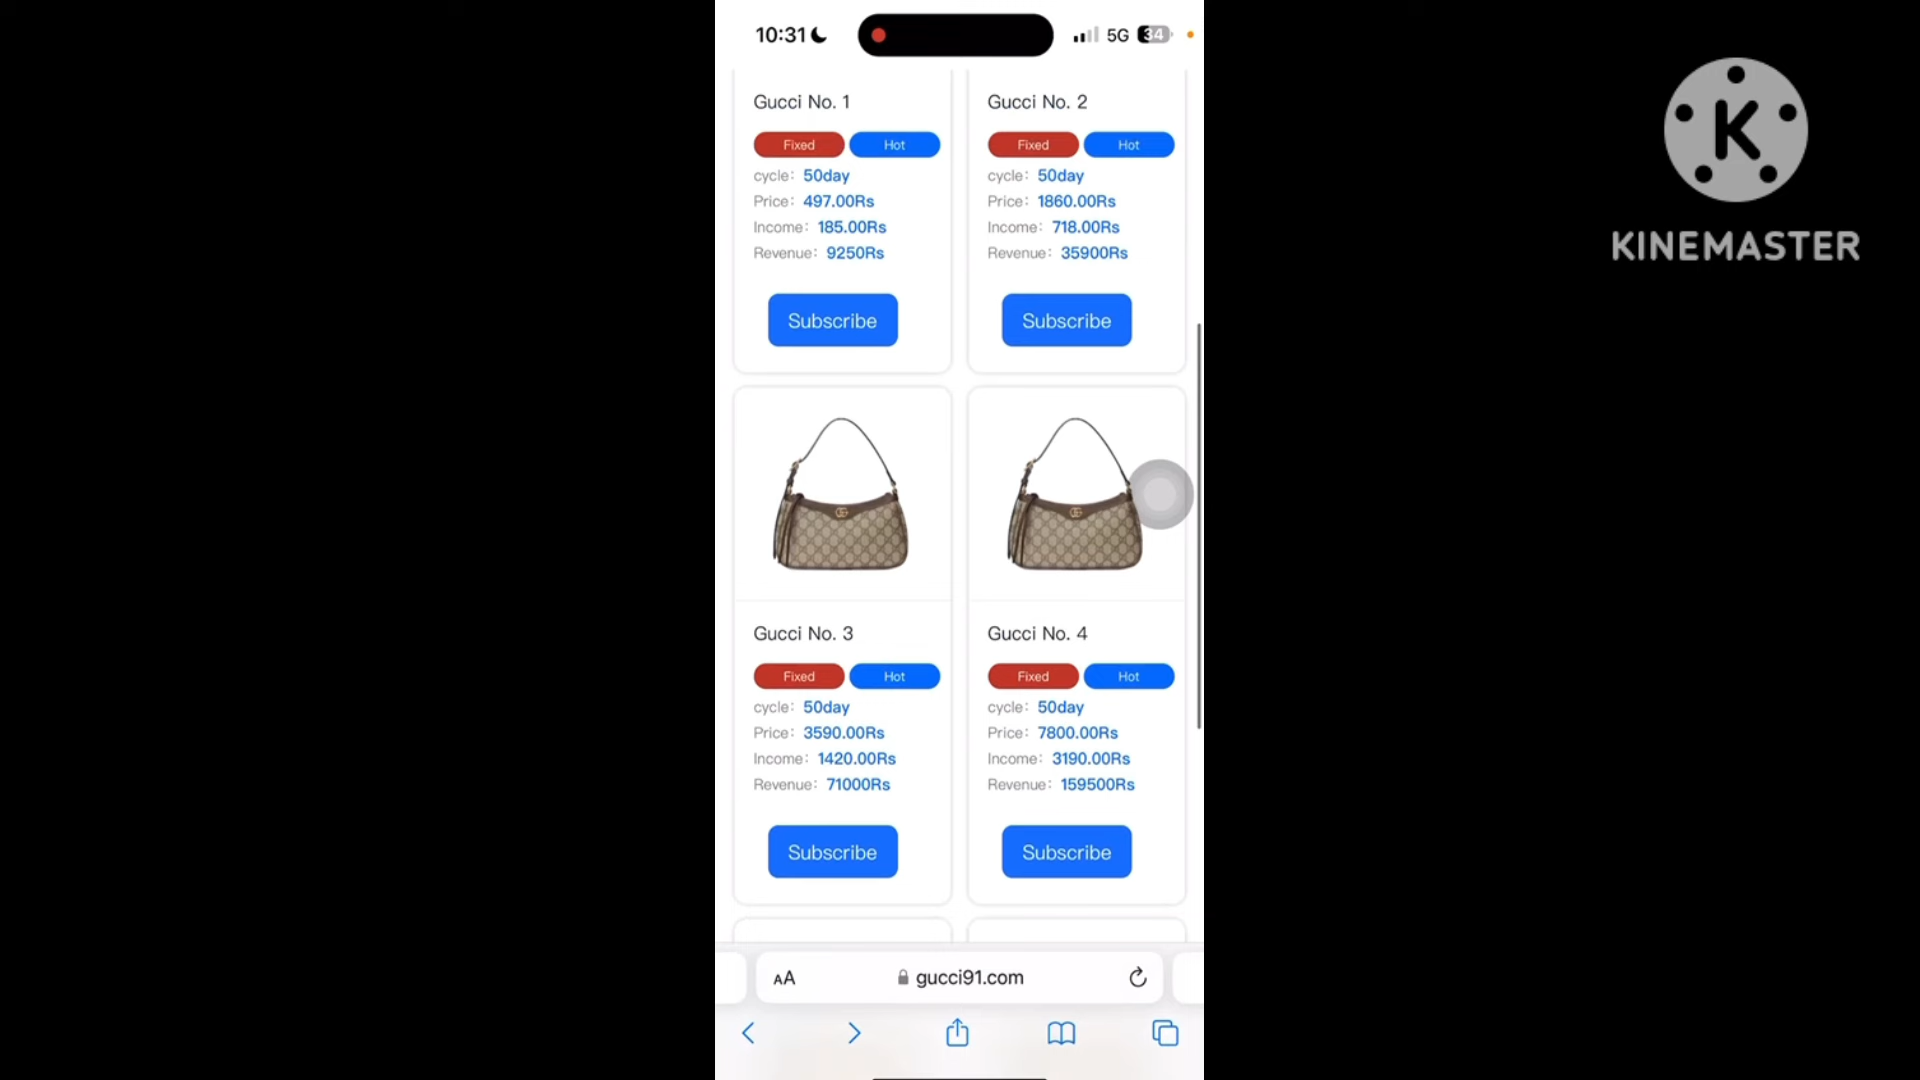 10:31
5G 34
Gucci No. 1
Fixed Hot
cycle: 50day
Price: 497.00Rs
Income: 185.00Rs
Revenue: 9250Rs
Subscribe
Gucci No. 2
Fixed Hot
cycle: 50day
Price: 1860.00Rs
Income: 718.00Rs
Revenue: 35900Rs
Subscribe
Gucci No. 3
Fixed Hot
cycle: 50day
Price: 3590.00Rs
Income: 1420.00Rs
Revenue: 71000Rs
Subscribe
Gucci No. 4
Fixed Hot
cycle: 50day
Price: 7800.00Rs
Income: 3190.00Rs
Revenue: 159500Rs
Subscribe
AA gucci91.com
K
KINEMASTER